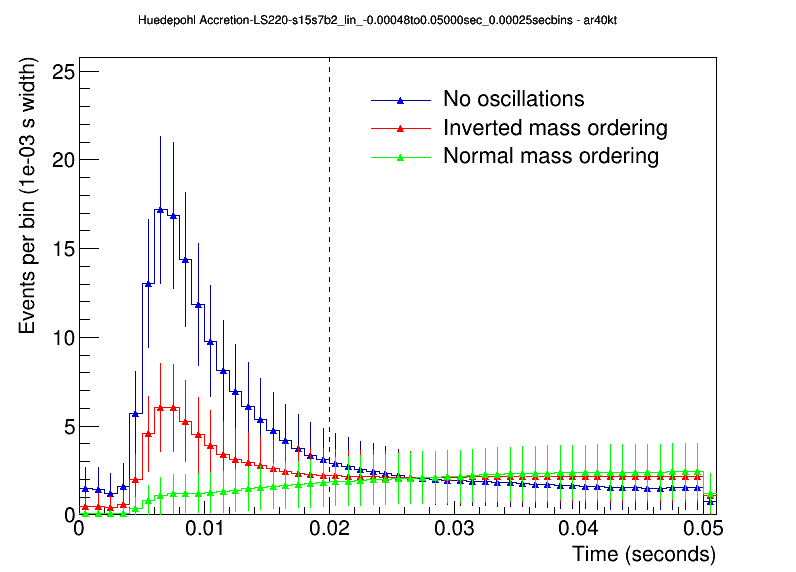 Huedepohl Accretion-LS220-s15s7b2_lin_-0.00048to0.05000sec_0.00025secbins - ar40kt
Events per bin (1e-03 s width)
25
20
15
10
5
0
No oscillations
Inverted mass ordering
Normal mass ordering
0 0.01 0.02 0.03 0.04 0.05
Time (seconds)